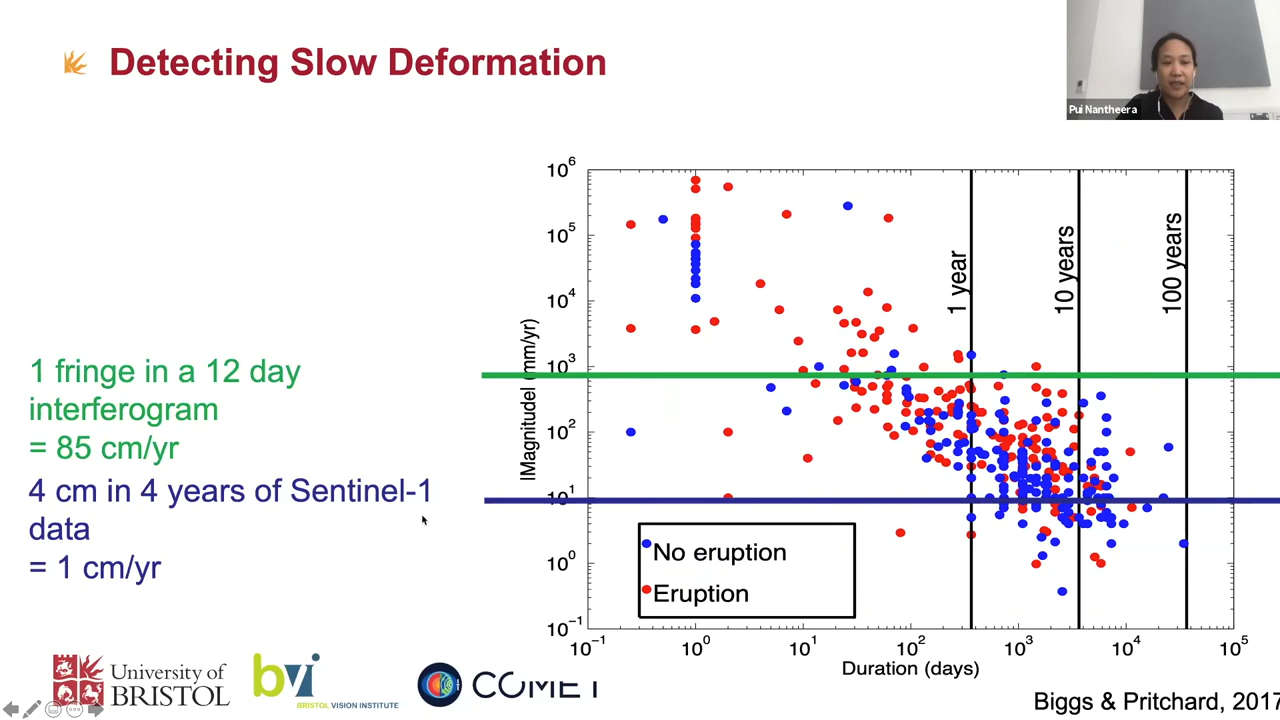 Detecting Slow Deformation
Pui Nantheera
1 fringe in a 12 day
interferogram
= 85 cm/yr
4 cm in 4 years of Sentinel-1
data
= 1 cm/yr
|Magnitude| (mm/yr)
10⁶
10⁵
10⁴
10³
10²
10¹
10⁰
10⁻¹
1 year
10 years
100 years
No eruption
Eruption
10⁻¹ 10⁰ 10¹ 10² 10³ 10⁴ 10⁵
Duration (days)
University of
BRISTOL
bvi
BRISTOL VISION INSTITUTE
COMET
Biggs & Pritchard, 2017